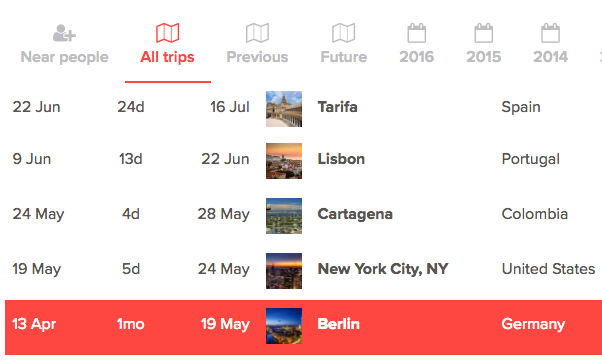 Near people All trips Previous Future 2016 2015 2014
22 Jun 24d 16 Jul Tarifa Spain
9 Jun 13d 22 Jun Lisbon Portugal
24 May 4d 28 May Cartagena Colombia
19 May 5d 24 May New York City, NY United States
13 Apr 1mo 19 May Berlin Germany